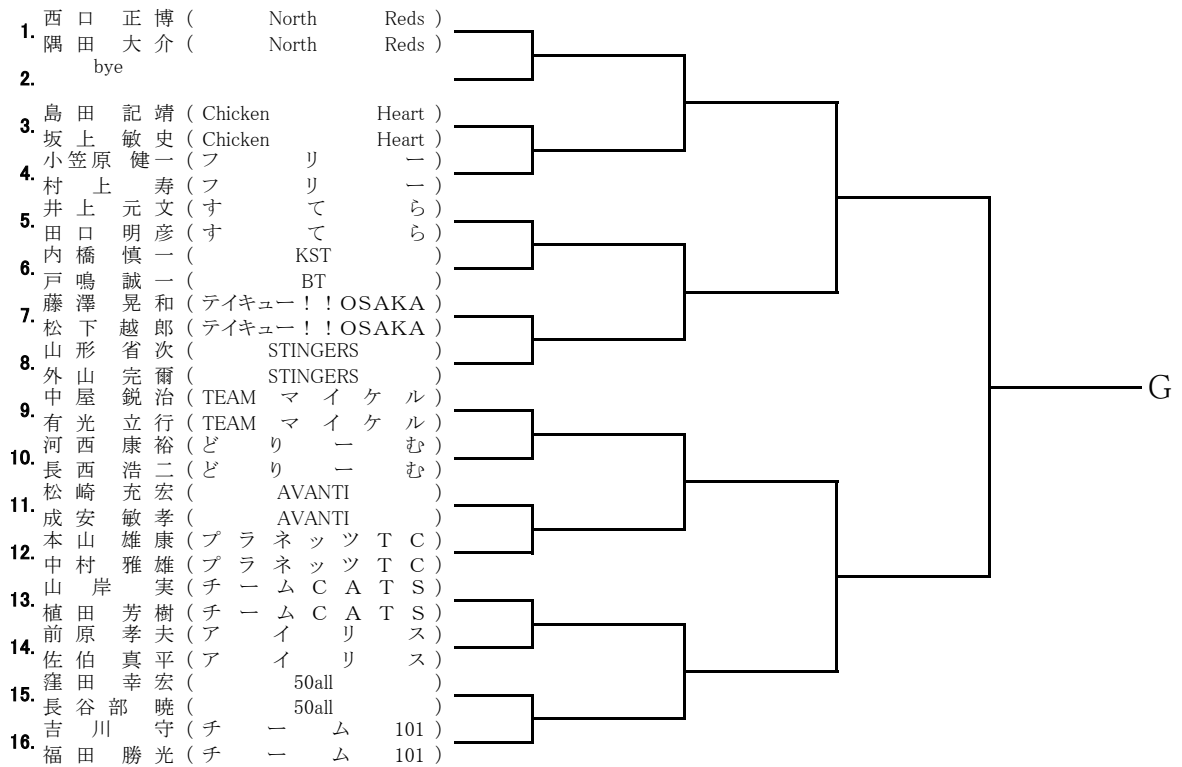 1. 西口 正博 ( North Reds )
隅田 大介 ( North Reds )
2. bye
3. 島田 記靖 ( Chicken Heart )
坂上 敏史 ( Chicken Heart )
4. 小笠原 健一 ( フリー )
村上 寿 ( フリー )
5. 井上 元文 ( すてら )
田口 明彦 ( すてら )
6. 内橋 慎一 ( KST )
戸鳴 誠一 ( BT )
7. 藤澤 晃和 ( テイキュー！！OSAKA )
松下 越郎 ( テイキュー！！OSAKA )
8. 山形 省次 ( STINGERS )
外山 完爾 ( STINGERS )
9. 中屋 鋭治 ( TEAM マイケル )
有光 立行 ( TEAM マイケル )
10. 河西 康裕 ( どりーむ )
長西 浩二 ( どりーむ )
11. 松崎 充宏 ( AVANTI )
成安 敏孝 ( AVANTI )
12. 本山 雄康 ( プラネッツTC )
中村 雅雄 ( プラネッツTC )
13. 山岸 実 ( チームCATS )
植田 芳樹 ( チームCATS )
14. 前原 孝夫 ( アイリス )
佐伯 真平 ( アイリス )
15. 窪田 幸宏 ( 50all )
長谷部 暁 ( 50all )
16. 吉川 守 ( チーム 101 )
福田 勝光 ( チーム 101 )
G